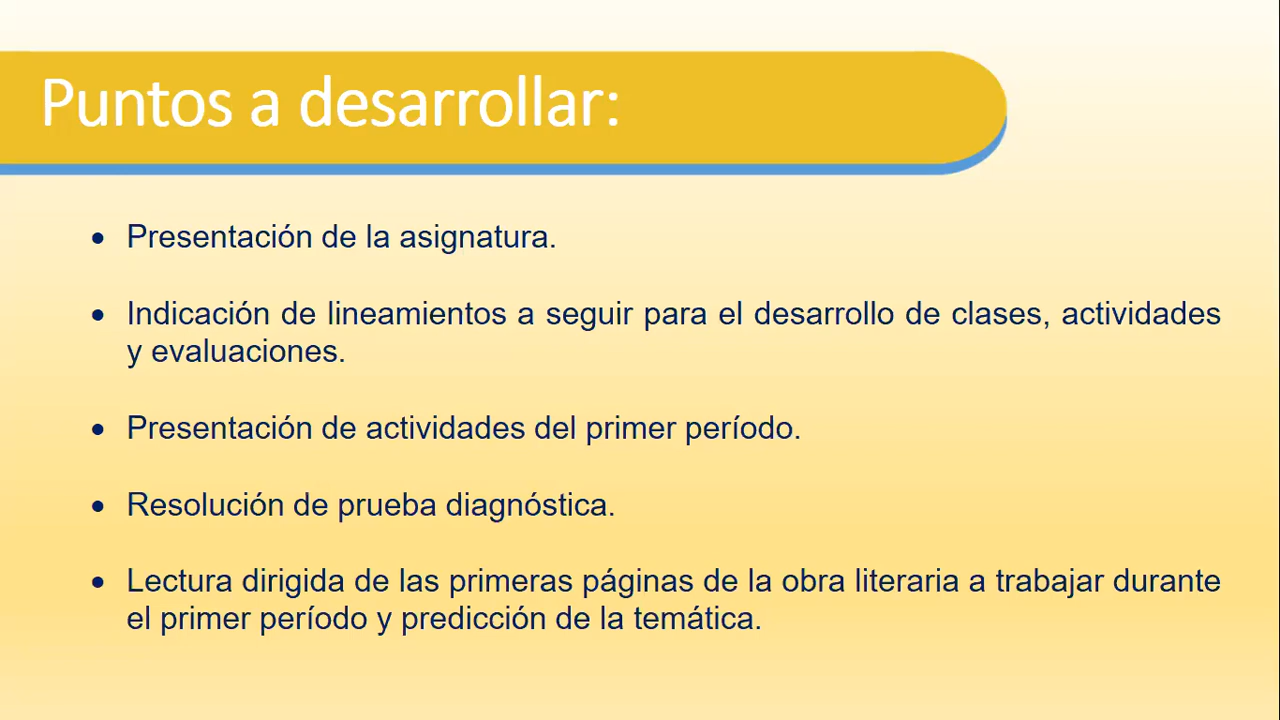 Puntos a desarrollar:
• Presentación de la asignatura.
• Indicación de lineamientos a seguir para el desarrollo de clases, actividades
y evaluaciones.
• Presentación de actividades del primer período.
• Resolución de prueba diagnóstica.
• Lectura dirigida de las primeras páginas de la obra literaria a trabajar durante
el primer período y predicción de la temática.